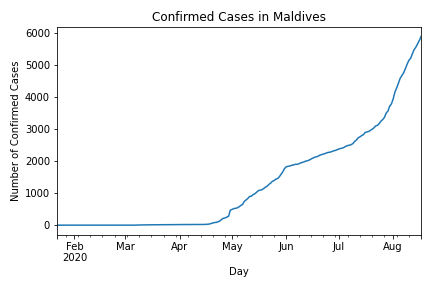 Confirmed Cases in Maldives
6000
5000
4000
3000
2000
1000
0
Number of Confirmed Cases
Feb Mar Apr May Jun Jul Aug
2020
Day